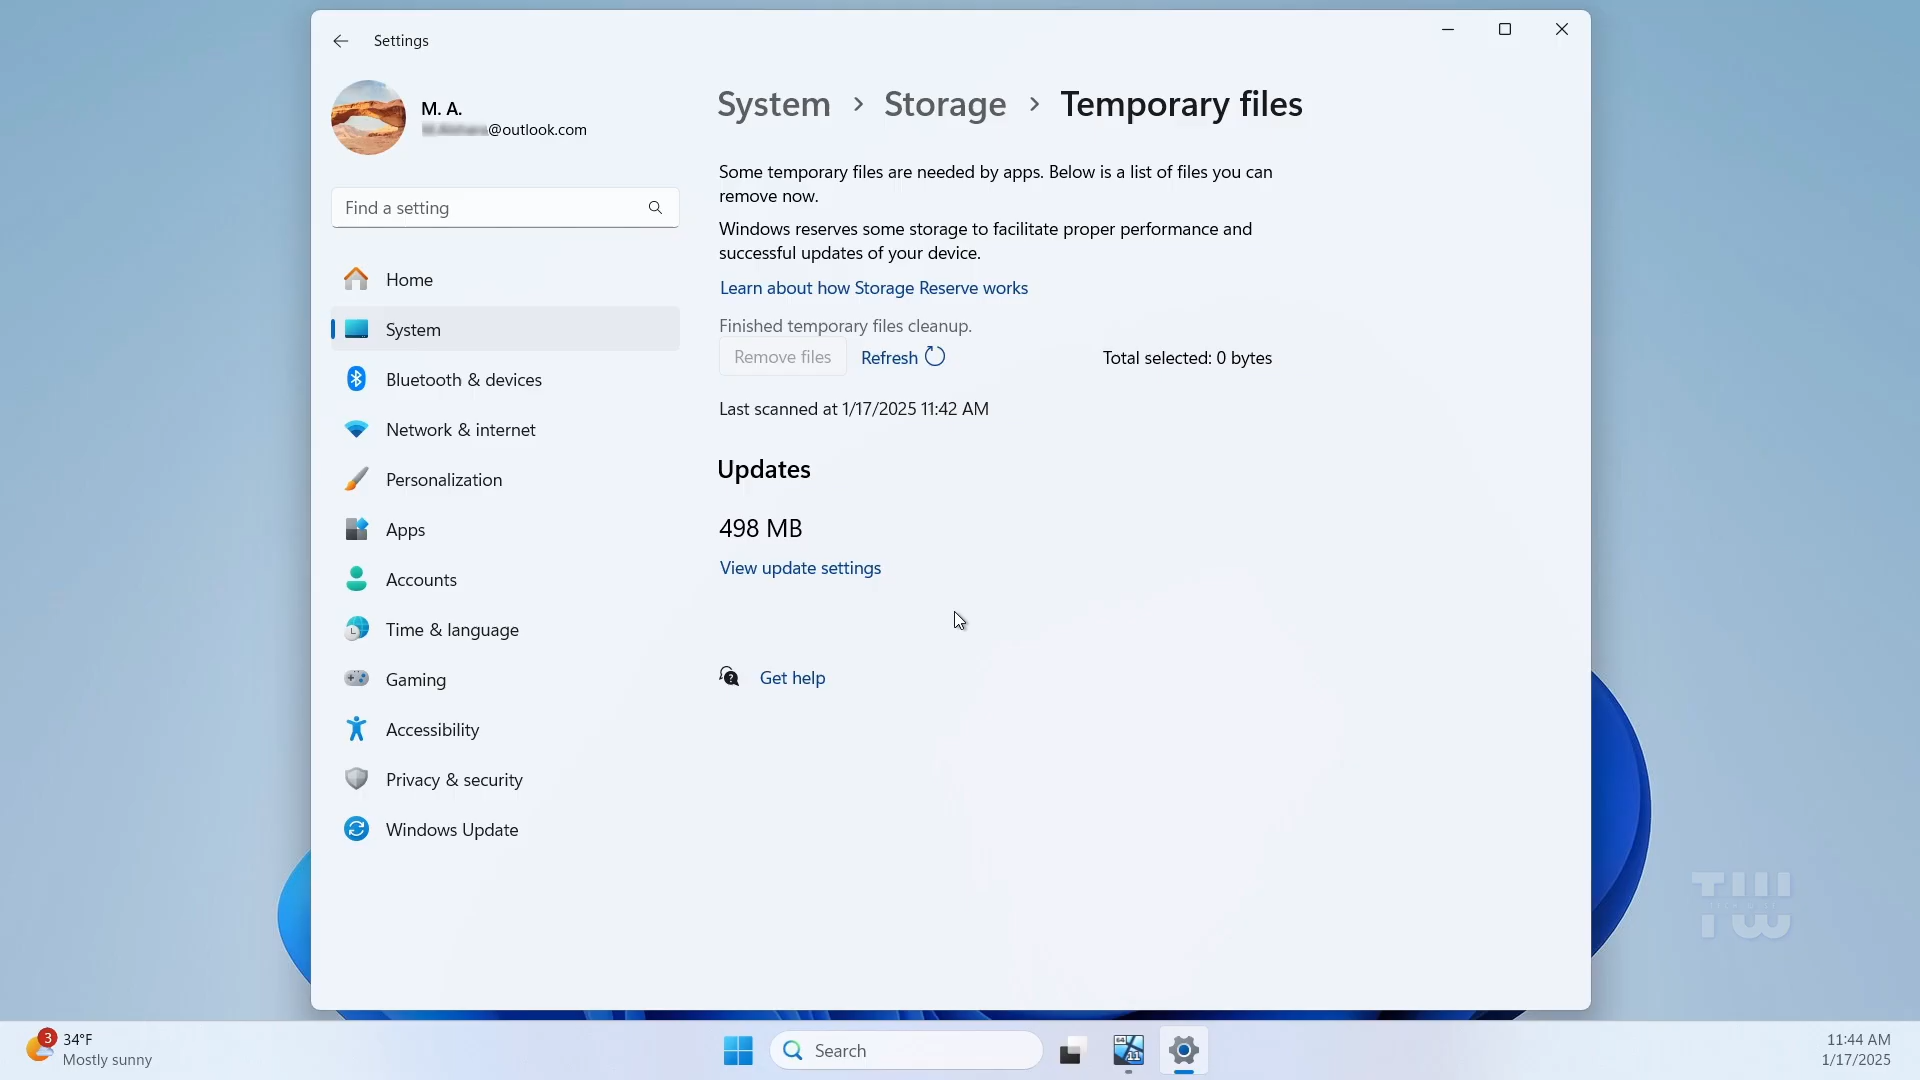 Settings
M. A.
@outlook.com
Find a setting
Home
System
Bluetooth & devices
Network & internet
Personalization
Apps
Accounts
Time & language
Gaming
Accessibility
Privacy & security
Windows Update
System > Storage > Temporary files
Some temporary files are needed by apps. Below is a list of files you can
remove now.
Windows reserves some storage to facilitate proper performance and
successful updates of your device.
Learn about how Storage Reserve works
Finished temporary files cleanup.
Remove files Refresh Total selected: 0 bytes
Last scanned at 1/17/2025 11:42 AM
Updates
498 MB
View update settings
Get help
TW
3
34°F
Mostly sunny
Search
64
11
11:44 AM
1/17/2025